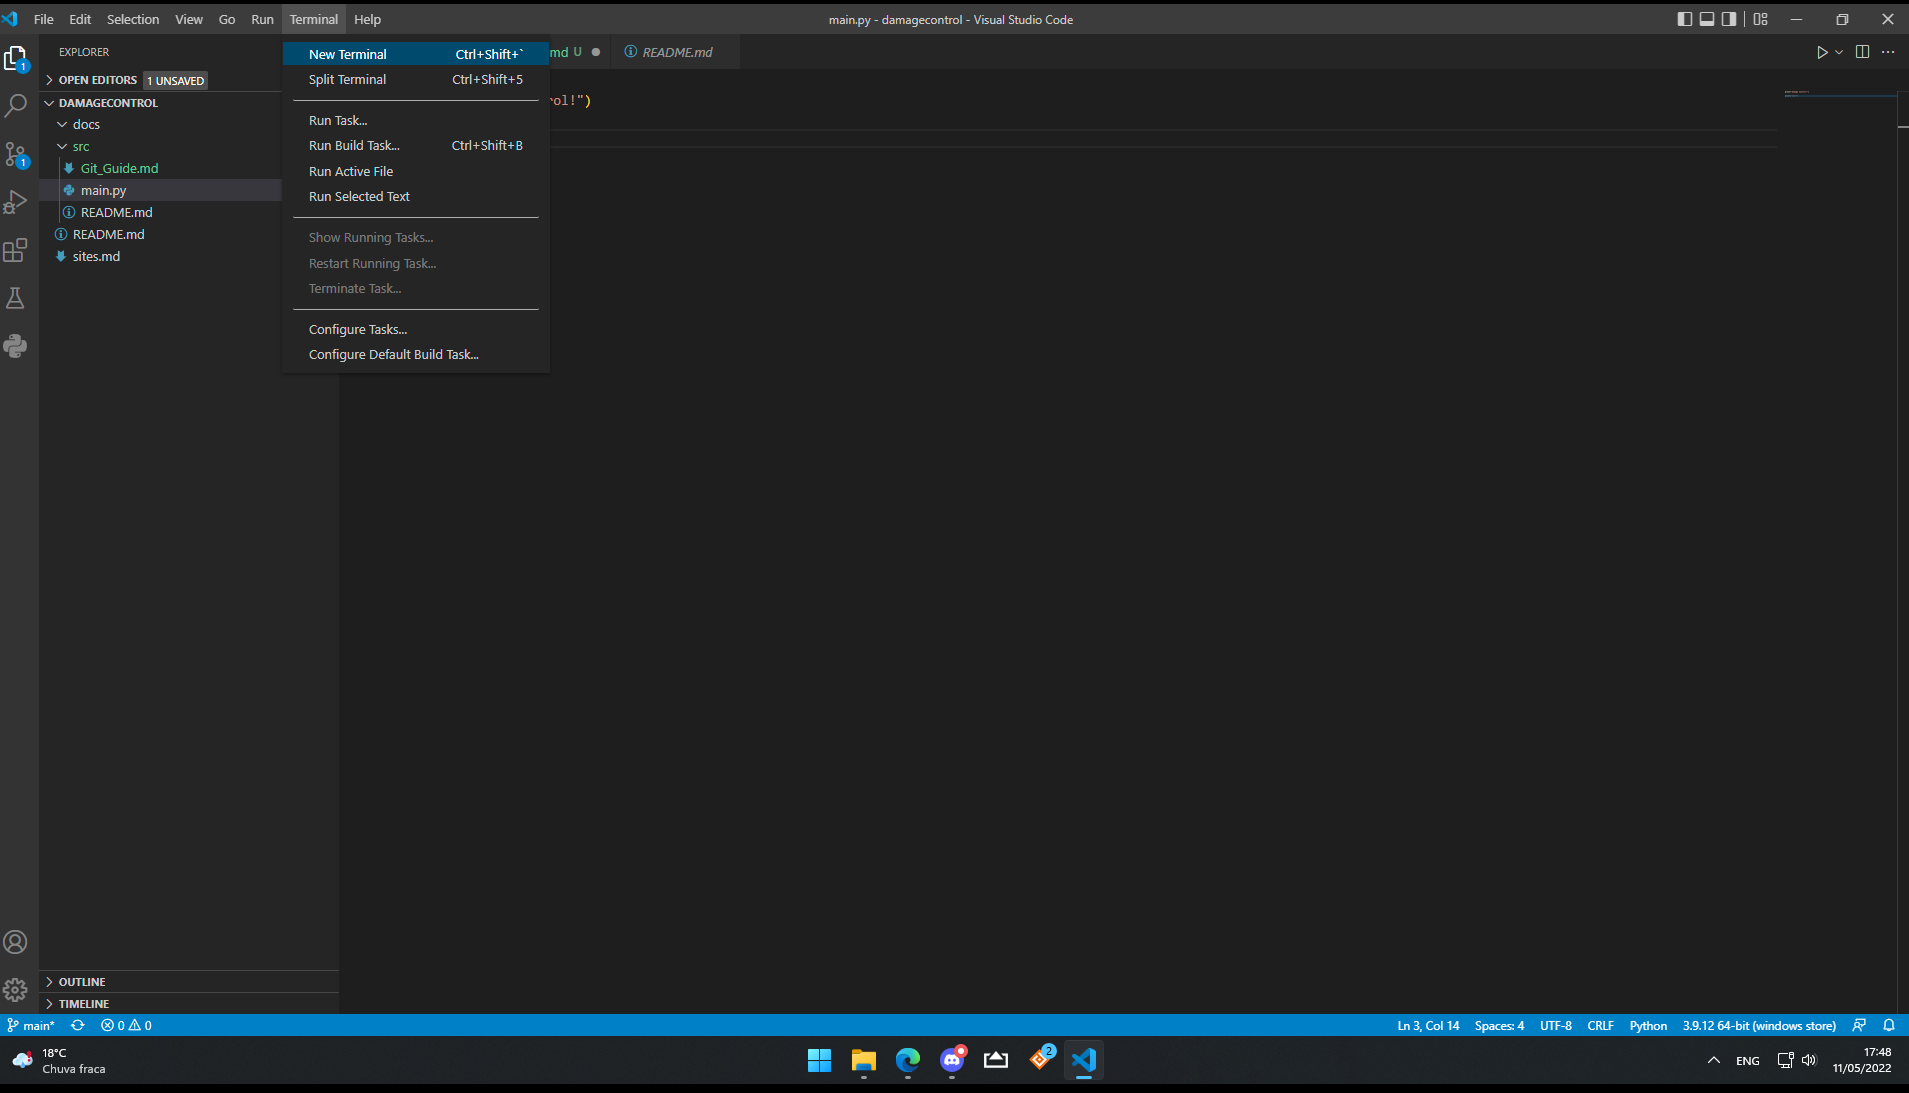 File Edit Selection View Go Run Terminal Help
main.py - damagecontrol - Visual Studio Code
EXPLORER
OPEN EDITORS 1 UNSAVED
DAMAGECONTROL
docs
src
Git_Guide.md
main.py
README.md
README.md
sites.md
OUTLINE
TIMELINE
New Terminal Ctrl+Shift+`
Split Terminal Ctrl+Shift+5
Run Task...
Run Build Task... Ctrl+Shift+B
Run Active File
Run Selected Text
Show Running Tasks...
Restart Running Task...
Terminate Task...
Configure Tasks...
Configure Default Build Task...
md U
README.md
rol!")
1
1
main* 0 0
Ln 3, Col 14 Spaces: 4 UTF-8 CRLF Python 3.9.12 64-bit (windows store)
18°C
Chuva fraca
2
ENG
17:48
11/05/2022